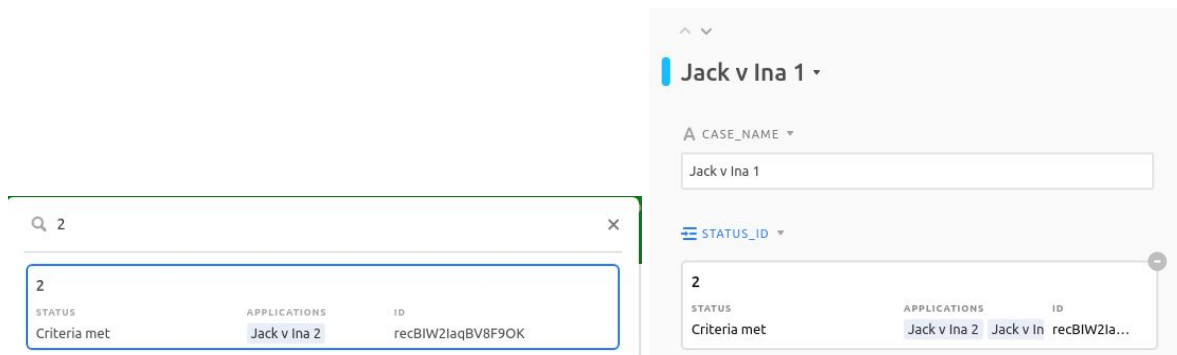 2
2
STATUS APPLICATIONS ID
Criteria met Jack v Ina 2 recBIW2IaqBV8F9OK
Jack v Ina 1
CASE_NAME
Jack v Ina 1
STATUS_ID
2
STATUS APPLICATIONS ID
Criteria met Jack v Ina 2 Jack v In recBIW2Ia...